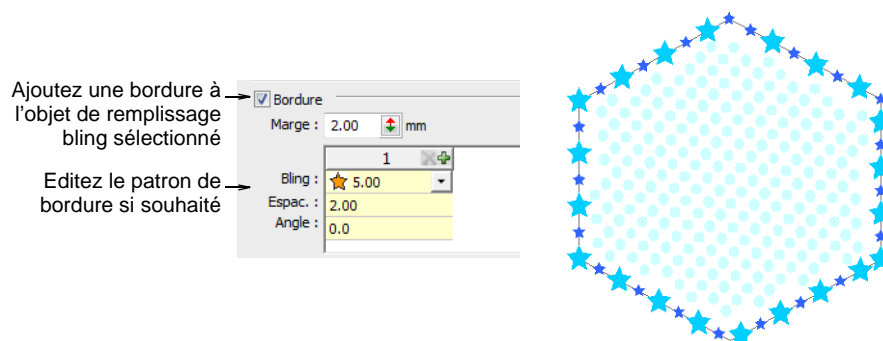 Ajoutez une bordure à
l'objet de remplissage
bling sélectionné
Editez le patron de
bordure si souhaité
Bordure
Marge : 2.00 mm
1
Bling : 5.00
Espac. : 2.00
Angle : 0.0